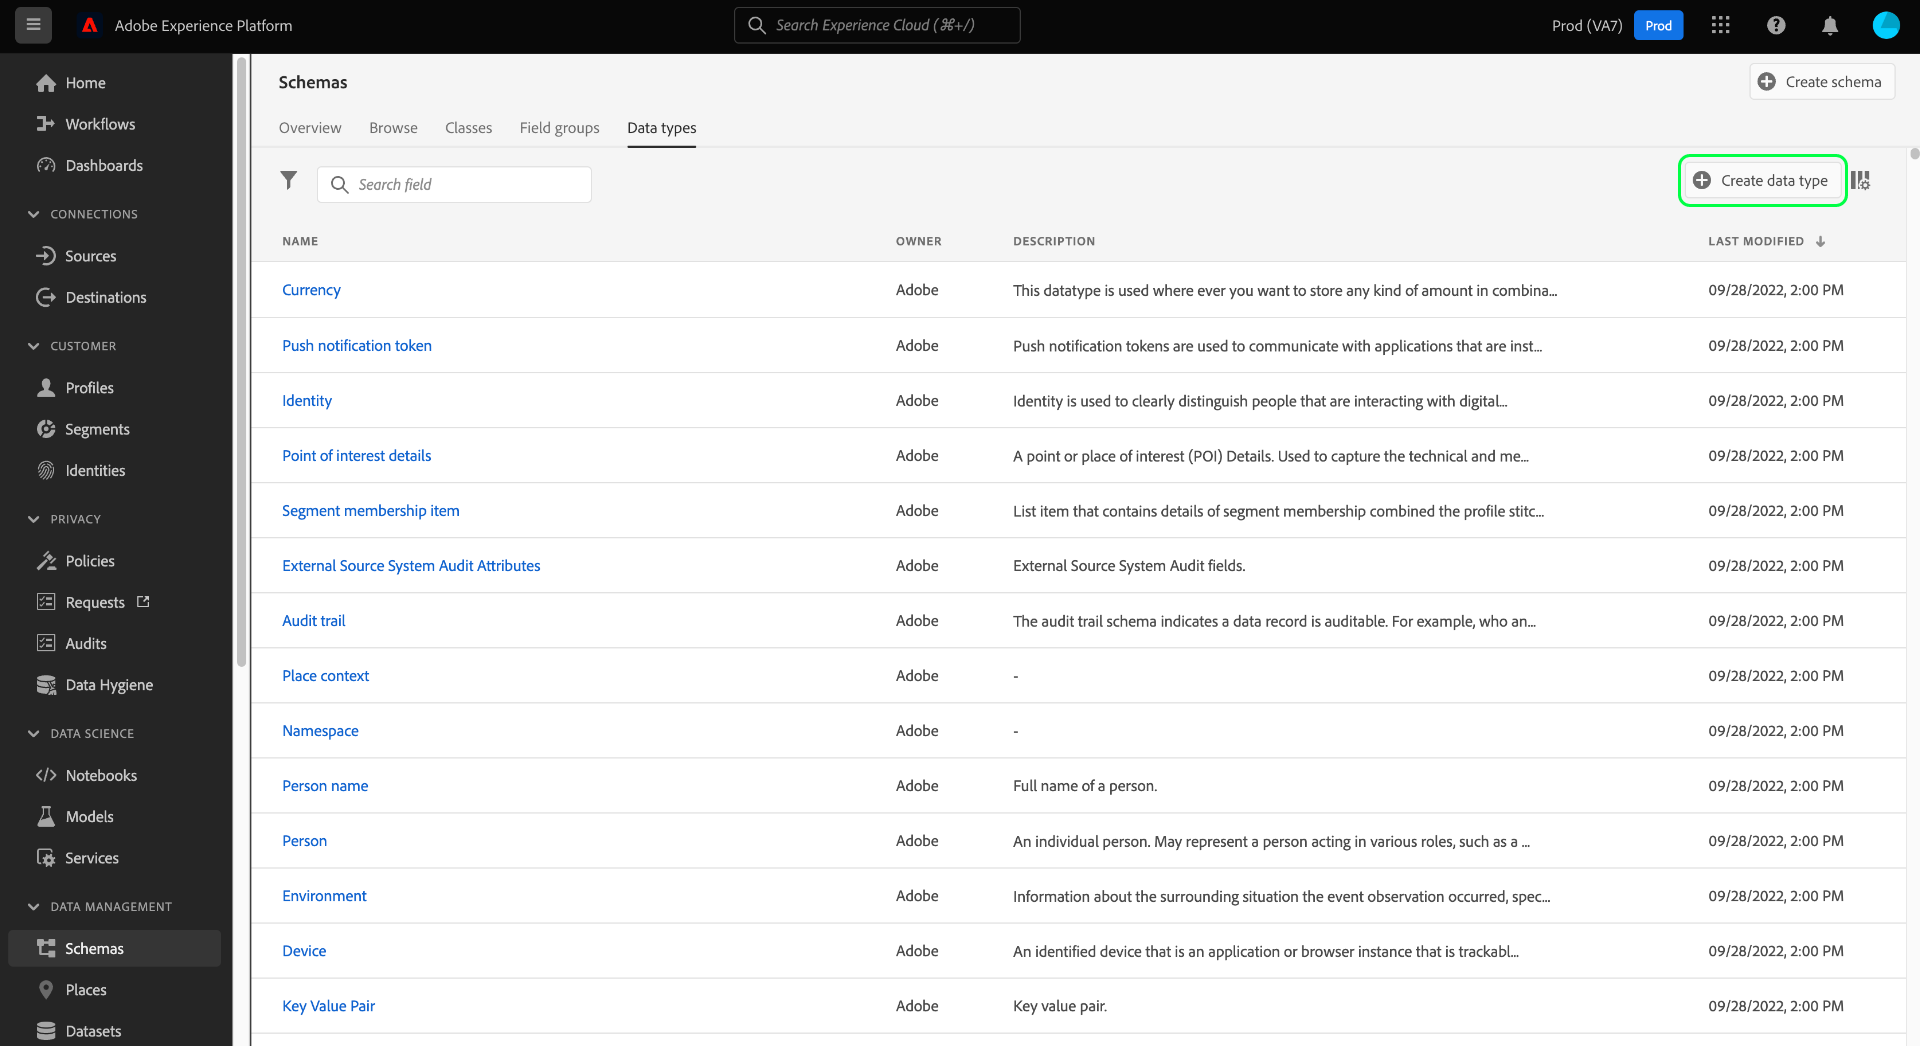 Adobe Experience Platform
Search Experience Cloud (⌘+/)
Prod (VA7)
Prod
Home
Workflows
Dashboards
CONNECTIONS
Sources
Destinations
CUSTOMER
Profiles
Segments
Identities
PRIVACY
Policies
Requests
Audits
Data Hygiene
DATA SCIENCE
Notebooks
Models
Services
DATA MANAGEMENT
Schemas
Places
Datasets
Schemas
Create schema
Overview Browse Classes Field groups Data types
Search field
Create data type
NAME OWNER DESCRIPTION LAST MODIFIED ↓
Currency Adobe This datatype is used where ever you want to store any kind of amount in combina... 09/28/2022, 2:00 PM
Push notification token Adobe Push notification tokens are used to communicate with applications that are inst... 09/28/2022, 2:00 PM
Identity Adobe Identity is used to clearly distinguish people that are interacting with digital... 09/28/2022, 2:00 PM
Point of interest details Adobe A point or place of interest (POI) Details. Used to capture the technical and me... 09/28/2022, 2:00 PM
Segment membership item Adobe List item that contains details of segment membership combined the profile stitc... 09/28/2022, 2:00 PM
External Source System Audit Attributes Adobe External Source System Audit fields. 09/28/2022, 2:00 PM
Audit trail Adobe The audit trail schema indicates a data record is auditable. For example, who an... 09/28/2022, 2:00 PM
Place context Adobe - 09/28/2022, 2:00 PM
Namespace Adobe - 09/28/2022, 2:00 PM
Person name Adobe Full name of a person. 09/28/2022, 2:00 PM
Person Adobe An individual person. May represent a person acting in various roles, such as a ... 09/28/2022, 2:00 PM
Environment Adobe Information about the surrounding situation the event observation occurred, spec... 09/28/2022, 2:00 PM
Device Adobe An identified device that is an application or browser instance that is trackabl... 09/28/2022, 2:00 PM
Key Value Pair Adobe Key value pair. 09/28/2022, 2:00 PM